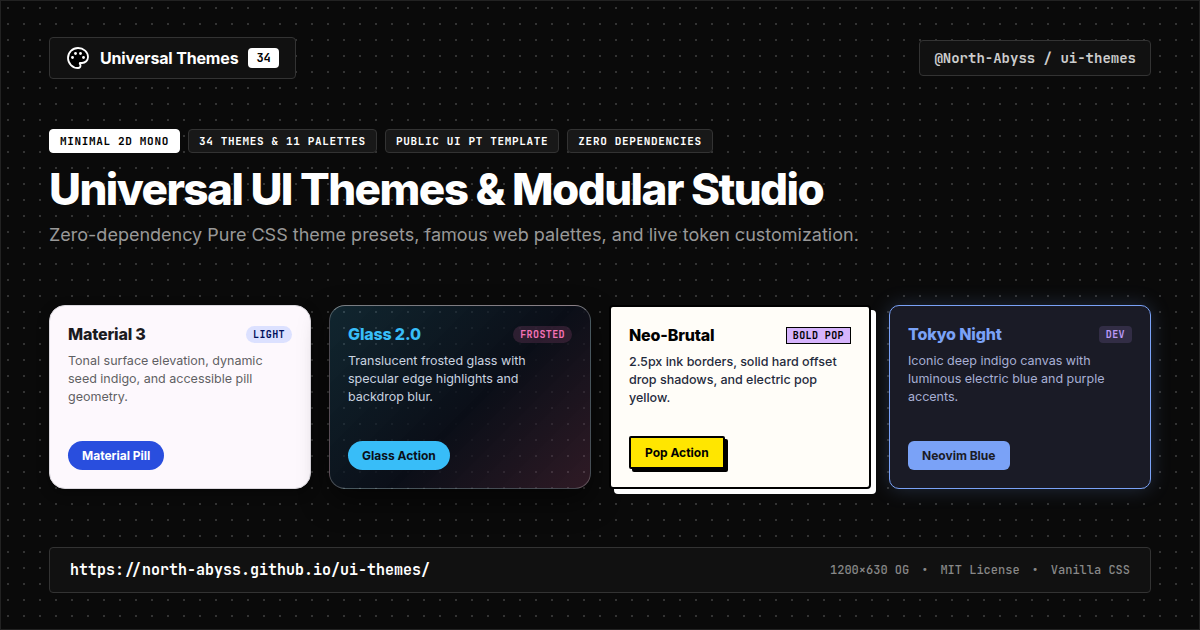 Universal Themes 34
@North-Abyss / ui-themes
MINIMAL 2D MONO
34 THEMES & 11 PALETTES
PUBLIC UI PT TEMPLATE
ZERO DEPENDENCIES
Universal UI Themes & Modular Studio
Zero-dependency Pure CSS theme presets, famous web palettes, and live token customization.
Material 3
LIGHT
Tonal surface elevation, dynamic
seed indigo, and accessible pill
geometry.
Material Pill
Glass 2.0
FROSTED
Translucent frosted glass with
specular edge highlights and
backdrop blur.
Glass Action
Neo-Brutal
BOLD POP
2.5px ink borders, solid hard offset
drop shadows, and electric pop
yellow.
Pop Action
Tokyo Night
DEV
Iconic deep indigo canvas with
luminous electric blue and purple
accents.
Neovim Blue
https://north-abyss.github.io/ui-themes/
1200×630 OG • MIT License • Vanilla CSS